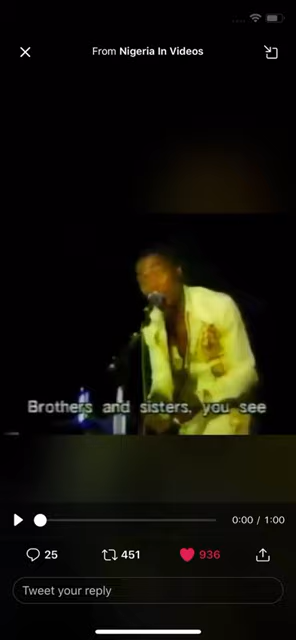 From Nigeria In Videos
Brothers and sisters, you see
0:00 / 1:00
25
451
936
Tweet your reply